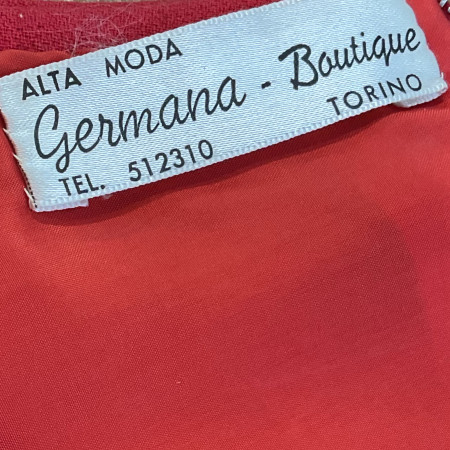 ALTA MODA
Germana - Boutique
TEL. 512310 TORINO